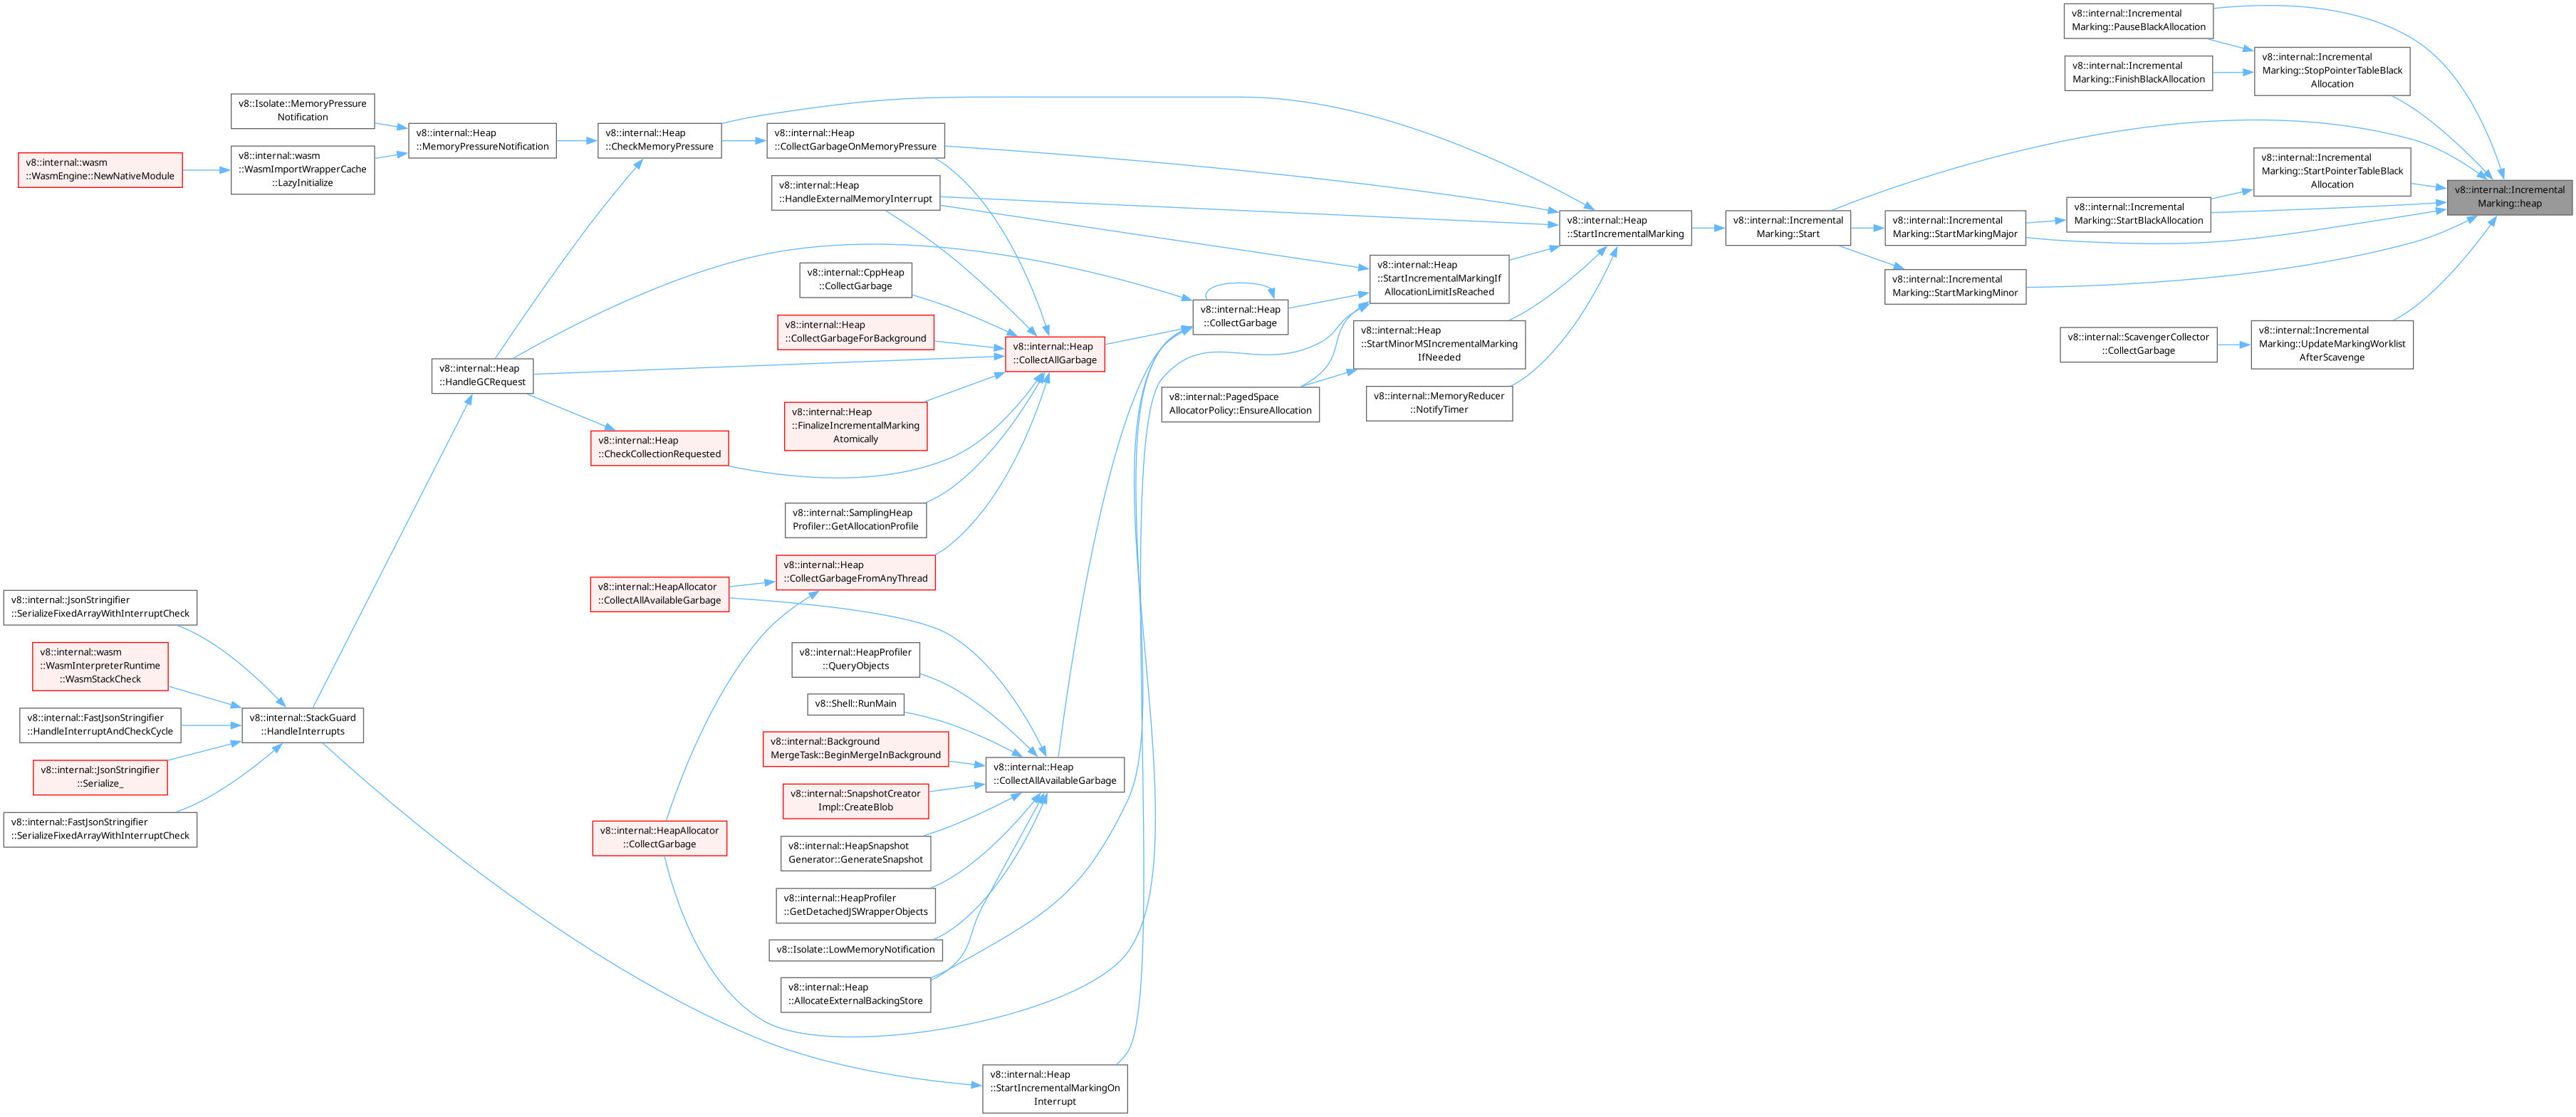 v8::internal::Incremental
Marking::PauseBlackAllocation
v8::internal::Incremental
Marking::StopPointerTableBlack
Allocation
v8::internal::Incremental
Marking::FinishBlackAllocation
v8::Isolate::MemoryPressure
Notification
v8::internal::Heap
::MemoryPressureNotification
v8::internal::Heap
::CheckMemoryPressure
v8::internal::Heap
::CollectGarbageOnMemoryPressure
v8::internal::wasm
::WasmEngine::NewNativeModule
v8::internal::wasm
::WasmImportWrapperCache
::LazyInitialize
v8::internal::Heap
::HandleExternalMemoryInterrupt
v8::internal::Incremental
Marking::StartPointerTableBlack
Allocation
v8::internal::Incremental
Marking::heap
v8::internal::Heap
::StartIncrementalMarking
v8::internal::Incremental
Marking::Start
v8::internal::Incremental
Marking::StartMarkingMajor
v8::internal::Incremental
Marking::StartBlackAllocation
v8::internal::CppHeap
::CollectGarbage
v8::internal::Heap
::StartIncrementalMarkingIf
AllocationLimitIsReached
v8::internal::Incremental
Marking::StartMarkingMinor
v8::internal::Heap
::CollectGarbageForBackground
v8::internal::Heap
::CollectGarbage
v8::internal::Heap
::CollectAllGarbage
v8::internal::Heap
::StartMinorMSIncrementalMarking
IfNeeded
v8::internal::ScavengerCollector
::CollectGarbage
v8::internal::Incremental
Marking::UpdateMarkingWorklist
AfterScavenge
v8::internal::Heap
::HandleGCRequest
v8::internal::PagedSpace
AllocatorPolicy::EnsureAllocation
v8::internal::MemoryReducer
::NotifyTimer
v8::internal::Heap
::FinalizeIncrementalMarking
Atomically
v8::internal::Heap
::CheckCollectionRequested
v8::internal::SamplingHeap
Profiler::GetAllocationProfile
v8::internal::Heap
::CollectGarbageFromAnyThread
v8::internal::HeapAllocator
::CollectAllAvailableGarbage
v8::internal::JsonStringifier
::SerializeFixedArrayWithInterruptCheck
v8::internal::wasm
::WasmInterpreterRuntime
::WasmStackCheck
v8::internal::HeapProfiler
::QueryObjects
v8::Shell::RunMain
v8::internal::FastJsonStringifier
::HandleInterruptAndCheckCycle
v8::internal::StackGuard
::HandleInterrupts
v8::internal::Background
MergeTask::BeginMergeInBackground
v8::internal::Heap
::CollectAllAvailableGarbage
v8::internal::JsonStringifier
::Serialize_
v8::internal::SnapshotCreator
Impl::CreateBlob
v8::internal::FastJsonStringifier
::SerializeFixedArrayWithInterruptCheck
v8::internal::HeapAllocator
::CollectGarbage
v8::internal::HeapSnapshot
Generator::GenerateSnapshot
v8::internal::HeapProfiler
::GetDetachedJSWrapperObjects
v8::Isolate::LowMemoryNotification
v8::internal::Heap
::AllocateExternalBackingStore
v8::internal::Heap
::StartIncrementalMarkingOn
Interrupt